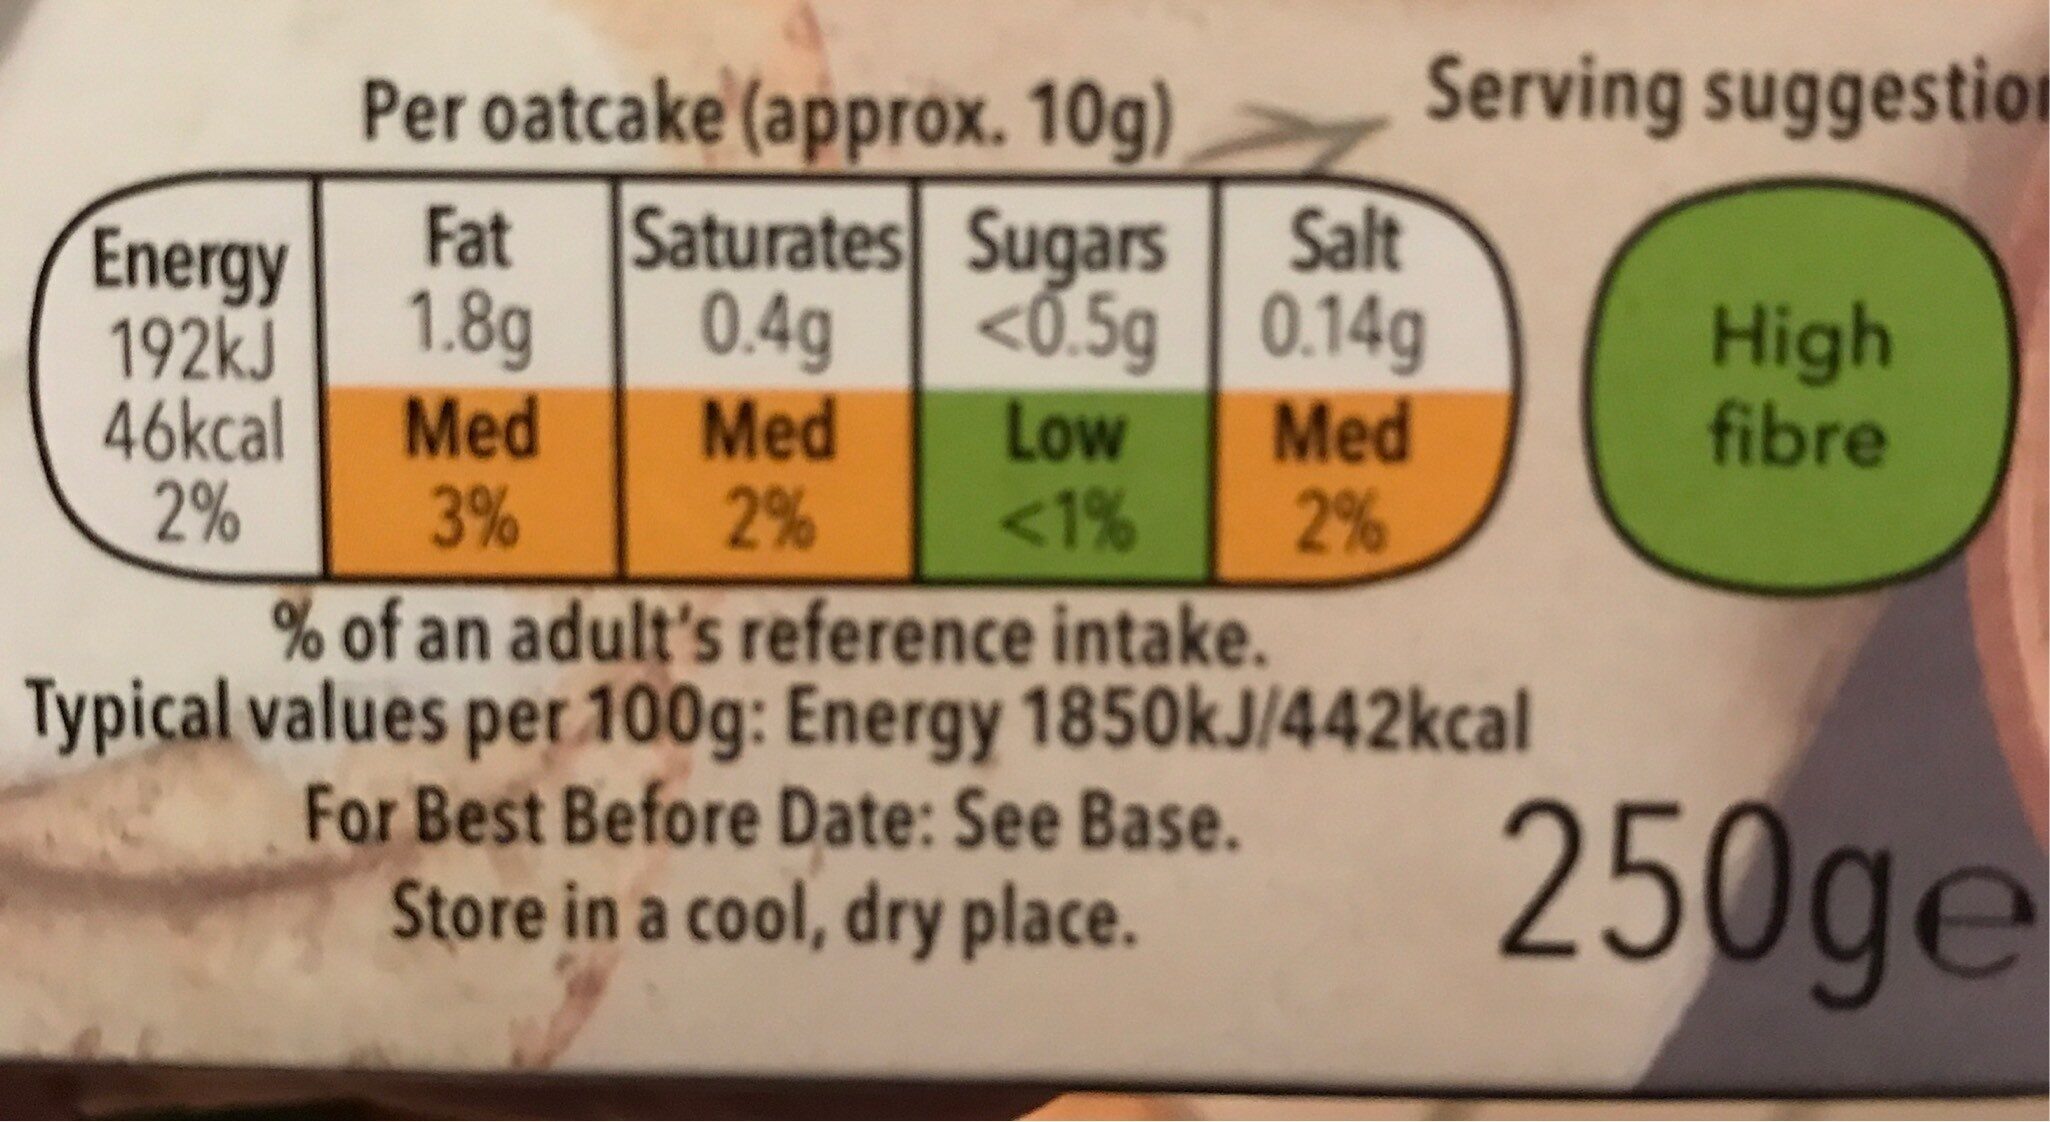 Per oatcake (approx. 10g)
Serving suggestion
Energy
192kJ
46kcal
2%
Fat
1.8g
Med
3%
Saturates
0.4g
Med
2%
Sugars
<0.5g
Low
<1%
Salt
0.14g
Med
2%
High
fibre
% of an adult's reference intake.
Typical values per 100g: Energy 1850kJ/442kcal
For Best Before Date: See Base.
Store in a cool, dry place.
250g℮